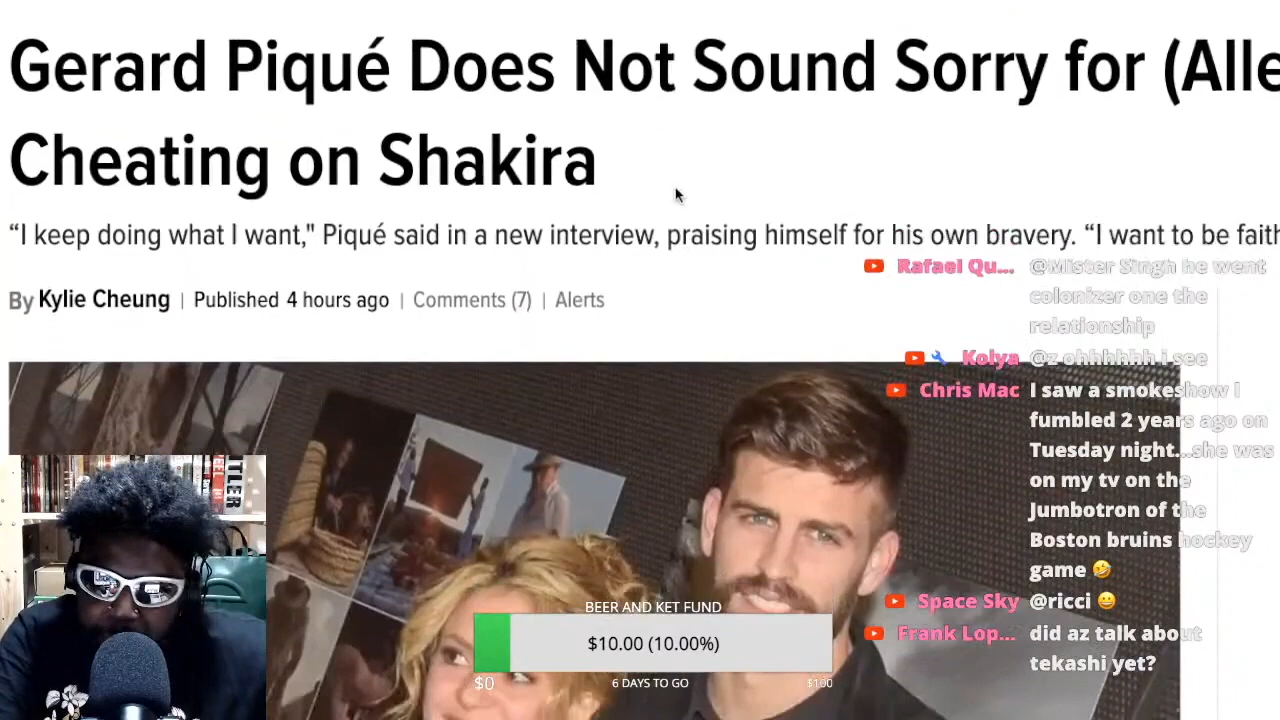 Gerard Piqué Does Not Sound Sorry for (Alle
Cheating on Shakira
“I keep doing what I want," Piqué said in a new interview, praising himself for his own bravery. “I want to be faith
By Kylie Cheung | Published 4 hours ago | Comments (7) | Alerts
Rafael Qu... @Mister Singh he went
colonizer one the
relationship
Kolya @z ohhhhhh i see
Chris Mac I saw a smokeshow I
fumbled 2 years ago on
Tuesday night...she was
on my tv on the
Jumbotron of the
Boston bruins hockey
game 🤣
Space Sky @ricci 😀
Frank Lop... did az talk about
tekashi yet?
BEER AND KET FUND
$10.00 (10.00%)
$0 6 DAYS TO GO $100